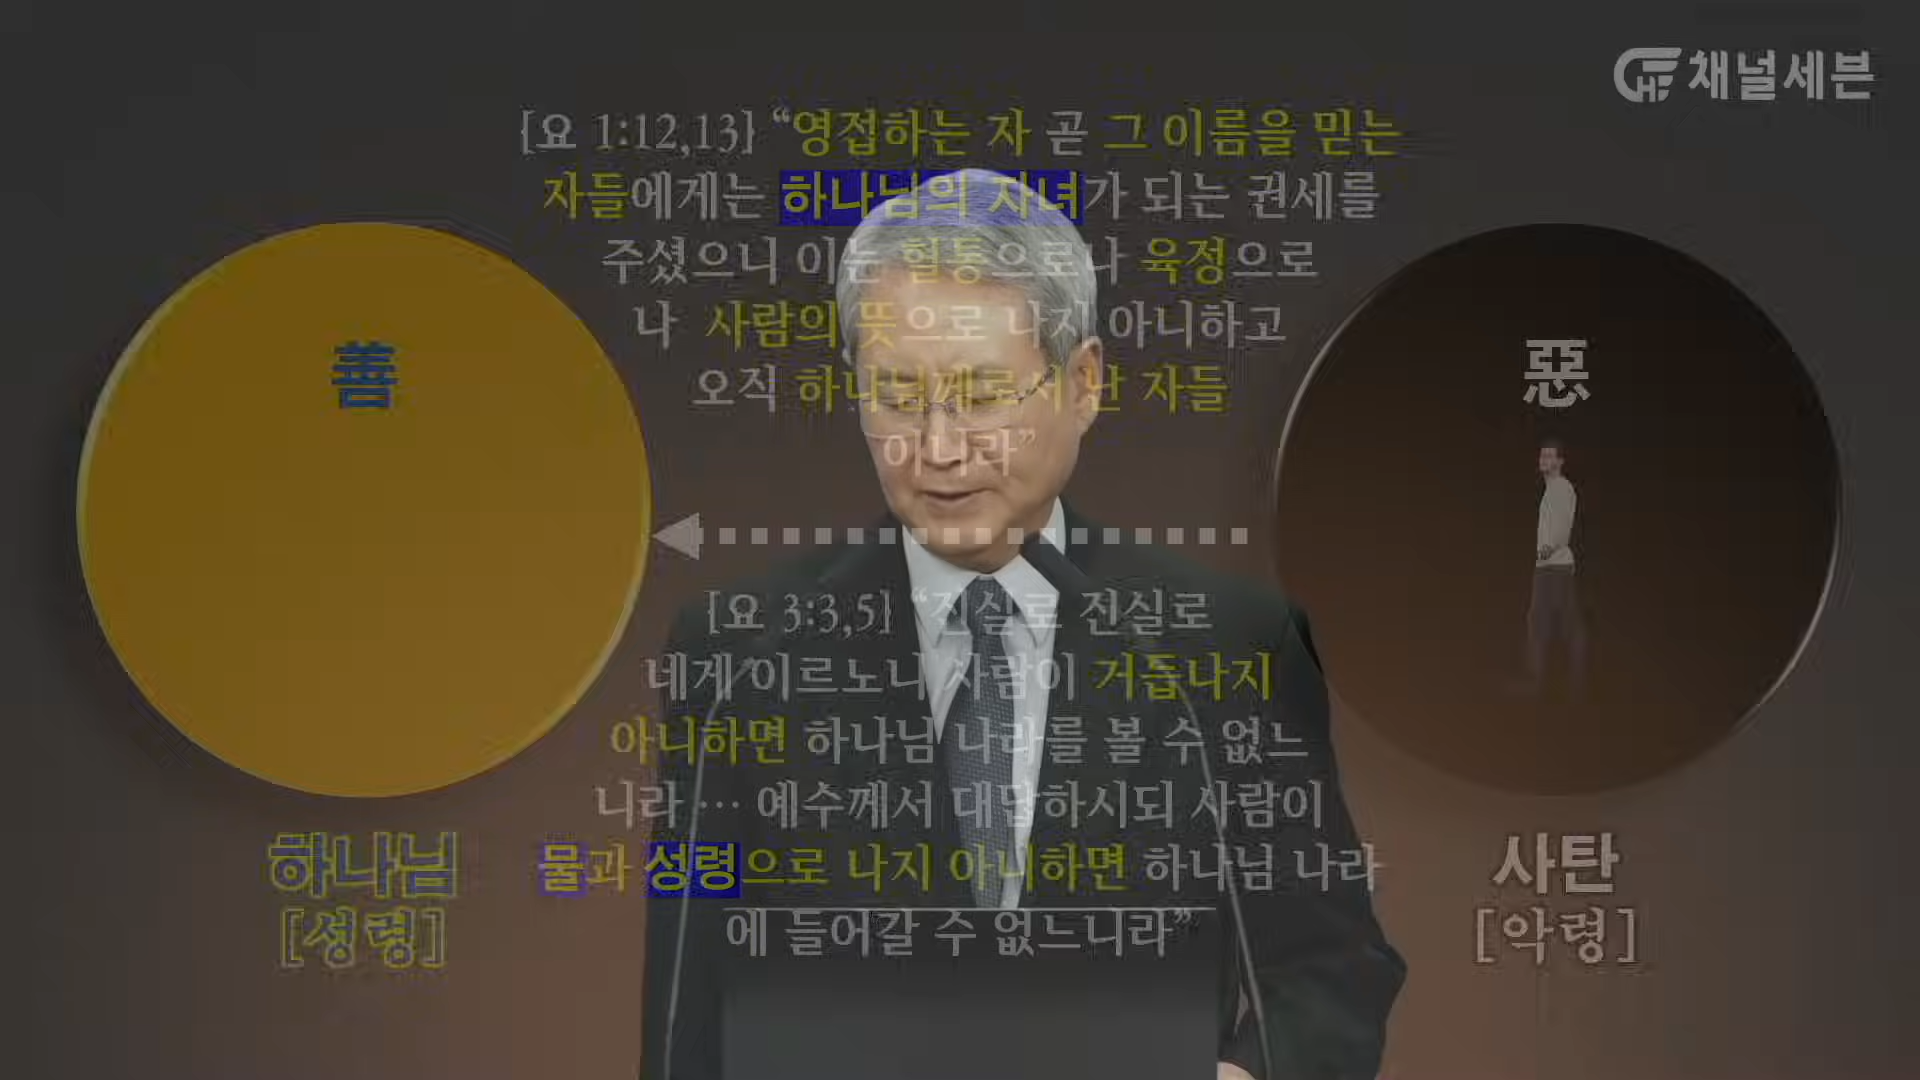 채널세븐
[요 1:12,13] “영접하는 자 곧 그 이름을 믿는
자들에게는 하나님의 자녀가 되는 권세를
주셨으니 이는 혈통으로나 육정으로
나 사람의 뜻으로 나지 아니하고
오직 하나님께로서 난 자들
이니라”
善
惡
[요 3:3,5] “진실로 진실로
네게 이르노니 사람이 거듭나지
아니하면 하나님 나라를 볼 수 없느
니라 … 예수께서 대답하시되 사람이
물과 성령으로 나지 아니하면 하나님 나라
에 들어갈 수 없느니라”
하나님
[성령]
사탄
[악령]